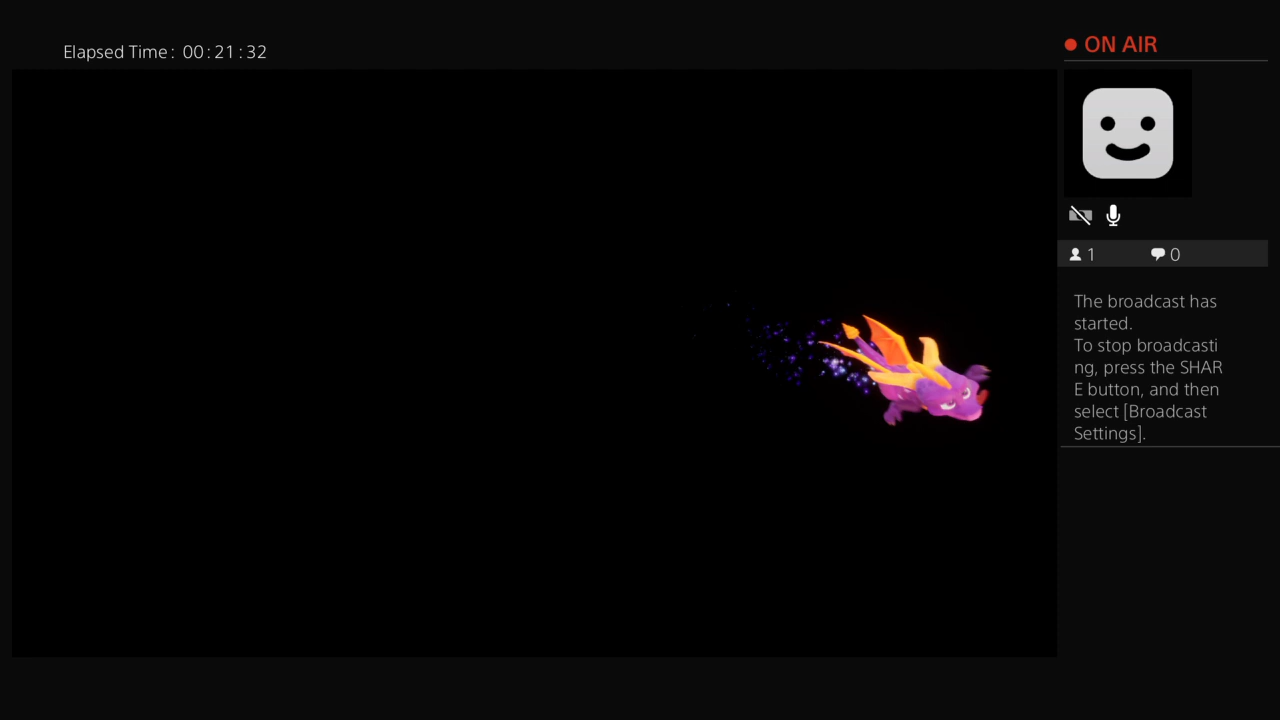 Elapsed Time: 00:21:32
ON AIR
1
0
The broadcast has
started.
To stop broadcasti
ng, press the SHAR
E button, and then
select [Broadcast
Settings].